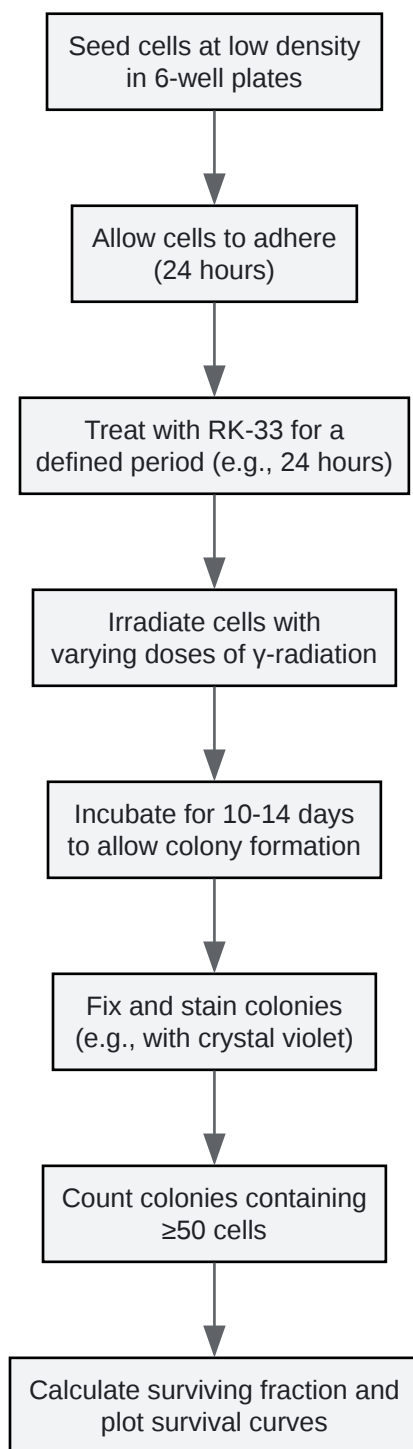 Seed cells at low density
in 6-well plates
Allow cells to adhere
(24 hours)
Treat with RK-33 for a
defined period (e.g., 24 hours)
Irradiate cells with
varying doses of γ-radiation
Incubate for 10-14 days
to allow colony formation
Fix and stain colonies
(e.g., with crystal violet)
Count colonies containing
≥50 cells
Calculate surviving fraction and
plot survival curves